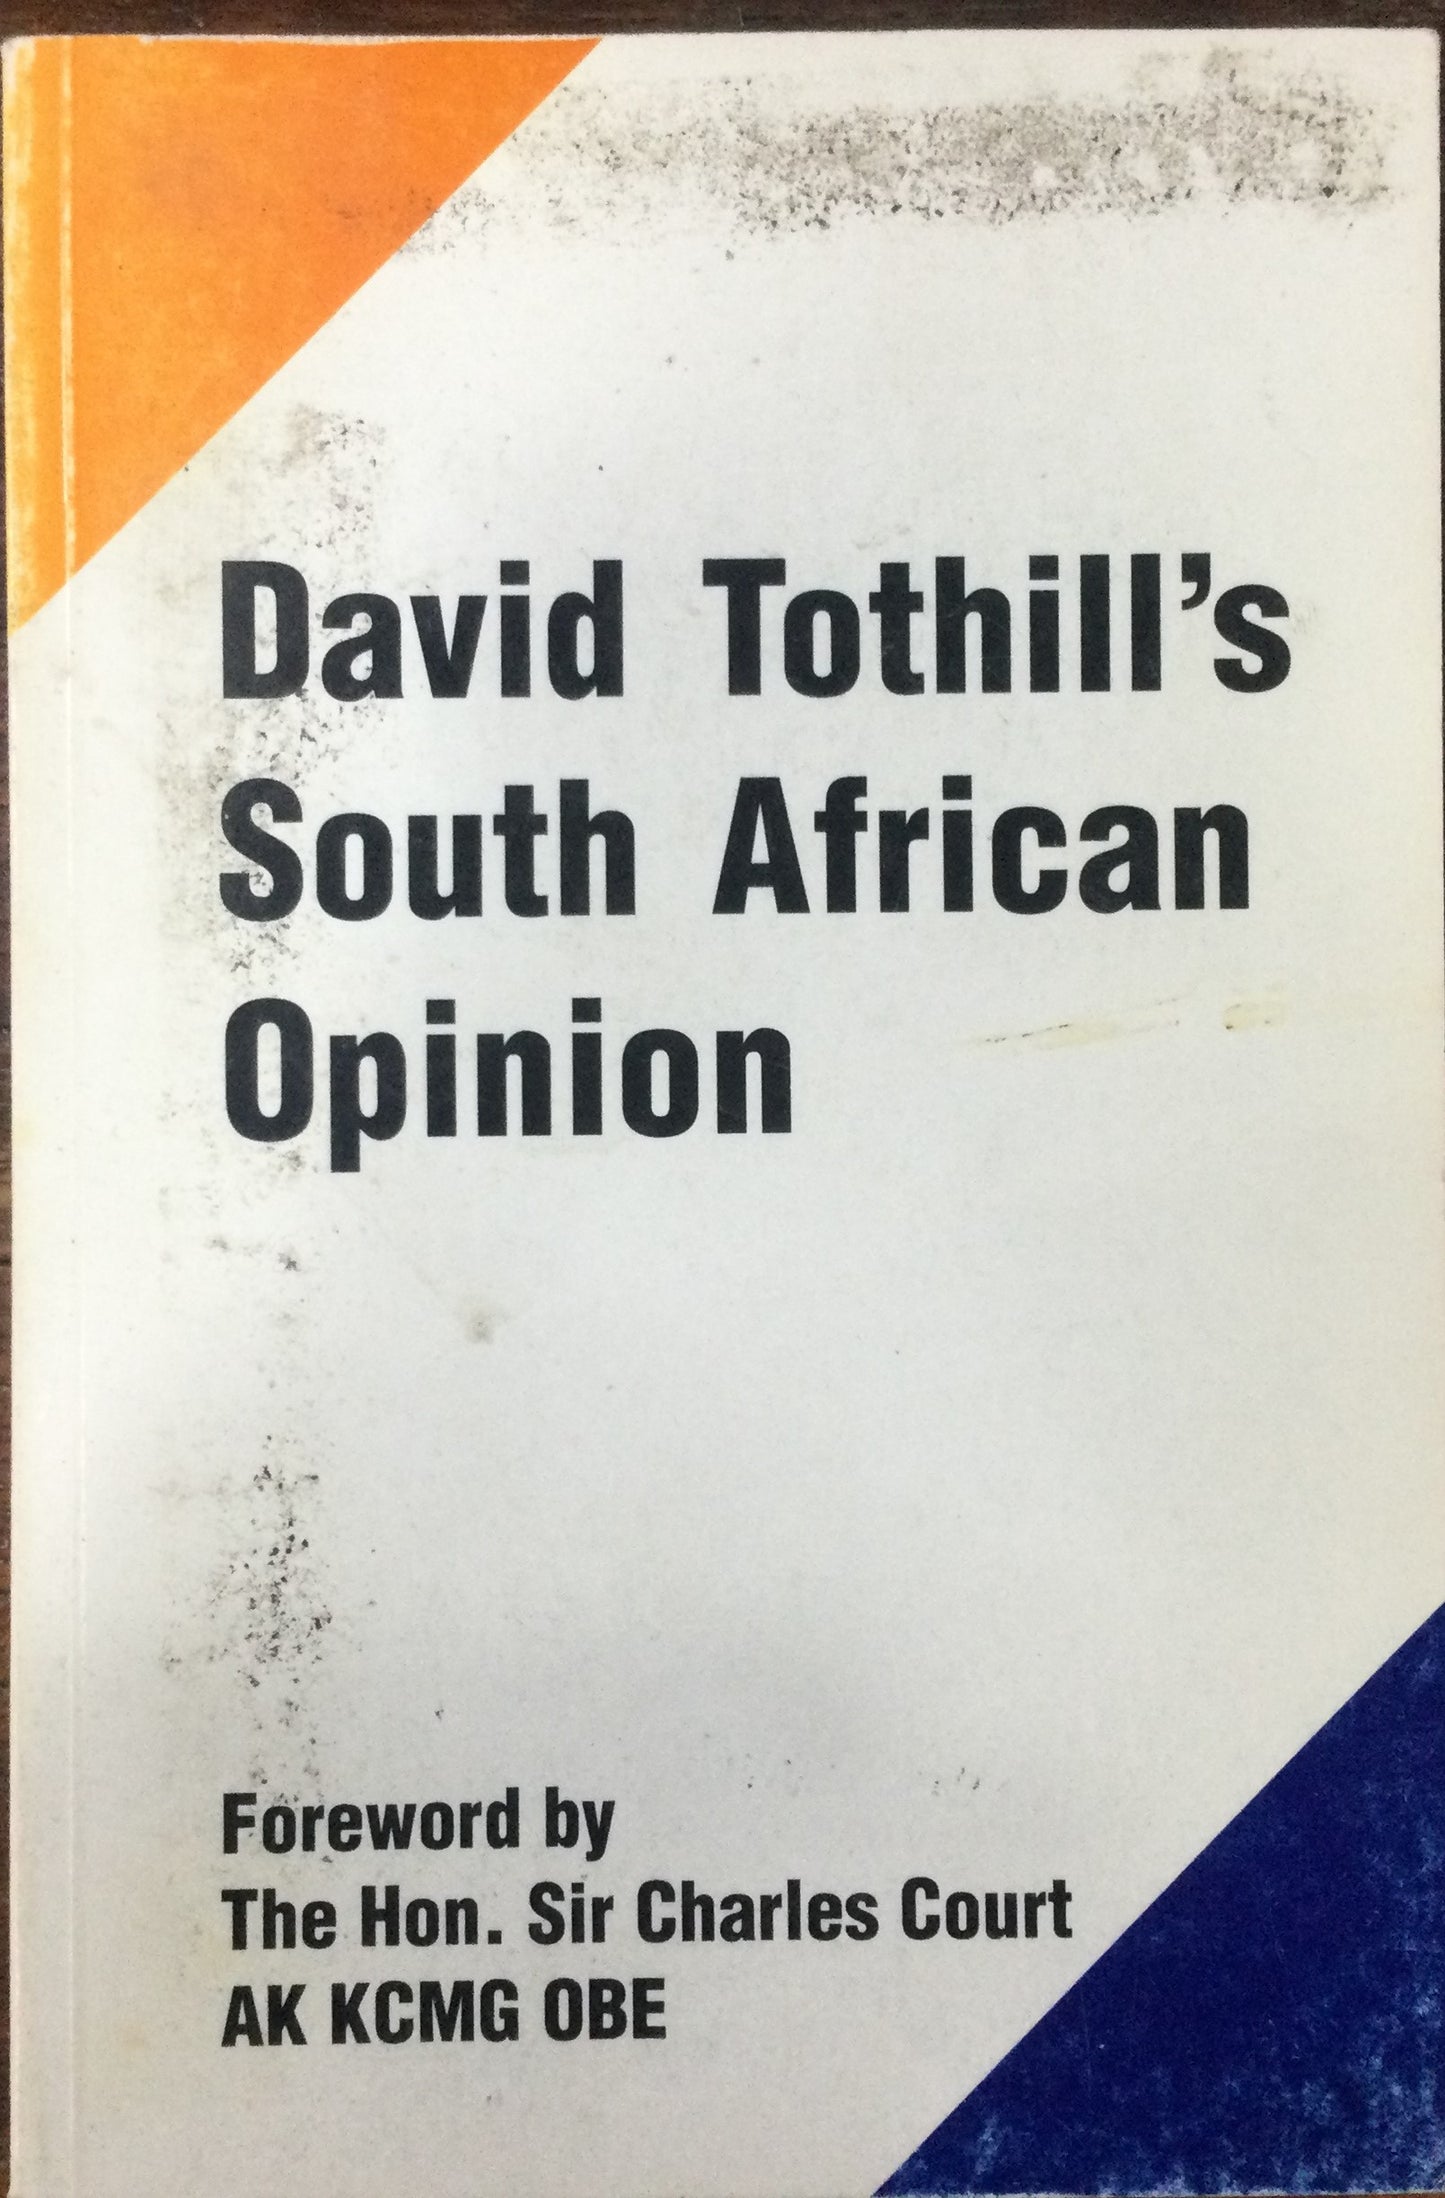 David Tothill’s
South African
Opinion
Foreword by
The Hon. Sir Charles Court
AK KCMG OBE